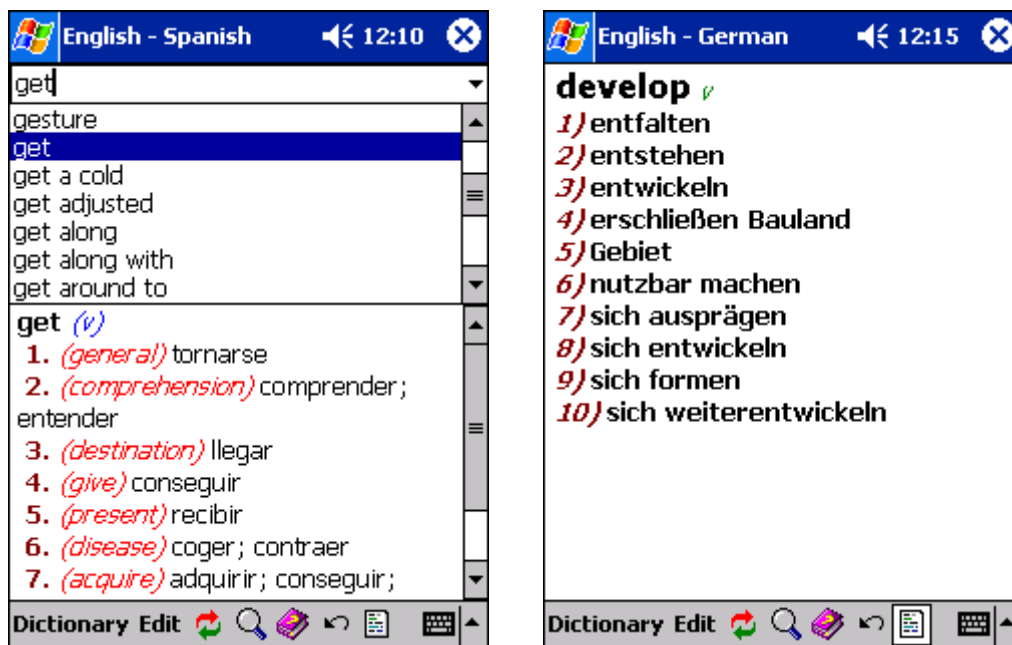 English - Spanish 12:10
get
gesture
get
get a cold
get adjusted
get along
get along with
get around to
get (v)
1. (general) tornarse
2. (comprehension) comprender;
entender
3. (destination) llegar
4. (give) conseguir
5. (present) recibir
6. (disease) coger; contraer
7. (acquire) adquirir; conseguir;
Dictionary Edit
English - German 12:15
develop v
1) entfalten
2) entstehen
3) entwickeln
4) erschließen Bauland
5) Gebiet
6) nutzbar machen
7) sich ausprägen
8) sich entwickeln
9) sich formen
10) sich weiterentwickeln
Dictionary Edit